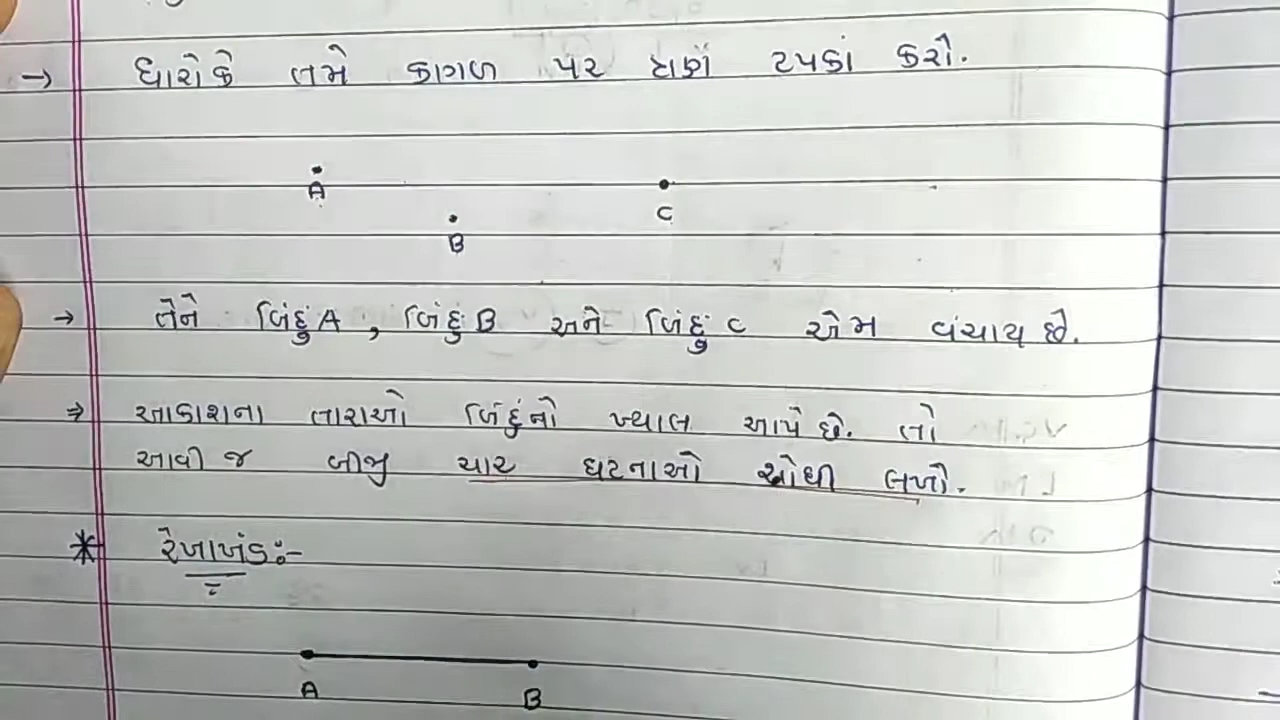 → ધારોકે તમે કાગળ પર ત્રણ ટપકાં કરો.
A
C
B
→ તેને બિંદુ A , બિંદુ B અને બિંદુ C એમ વંચાય છે.
⇒ આકાશના તારાઓ બિંદુંનો ખ્યાલ આપે છે. તો
આવી જ બીજી ચાર ઘટનાઓ શોધી લખો.
* રેખાખંડ:-
A B